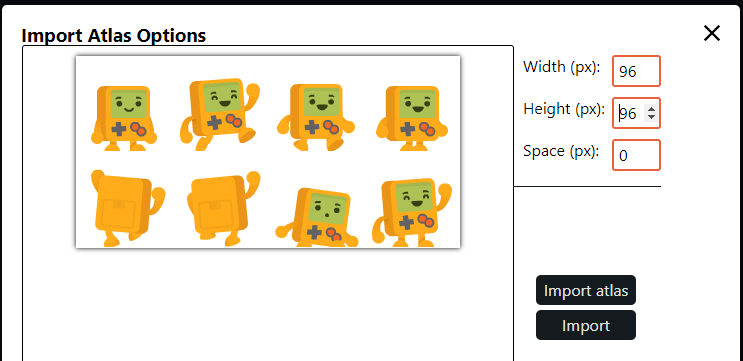 Import Atlas Options
Width (px): 96
Height (px): 96
Space (px): 0
Import atlas
Import